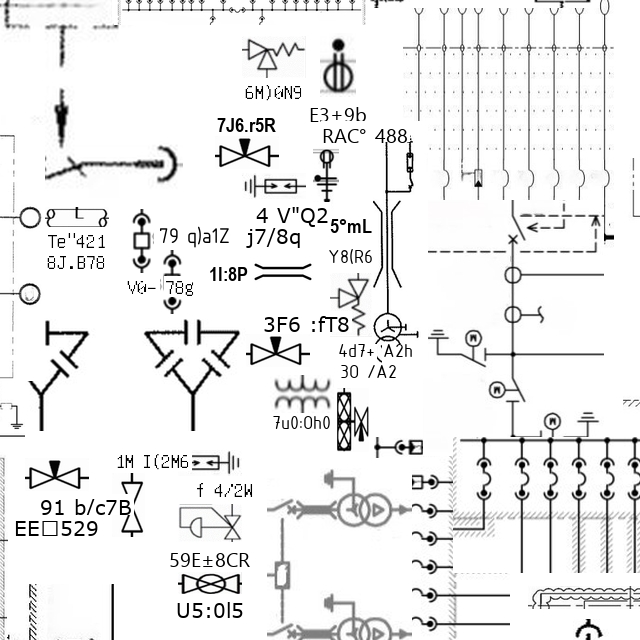 6M)0N9
E3+9b
7J6.r5R
RAC° 488
4 V"Q2
5°mL
Te"421
79 q)a1Z
j7/8q
8J.B78
Y8(R6
1I:8P
V0- 78g
3F6 :fT8
4d7+ A2h
30 /A2
7u0:0h0
1M I(2M6
f 4/2W
91 b/c7B
EE□529
59E±8CR
U5:0l5
M
M
M